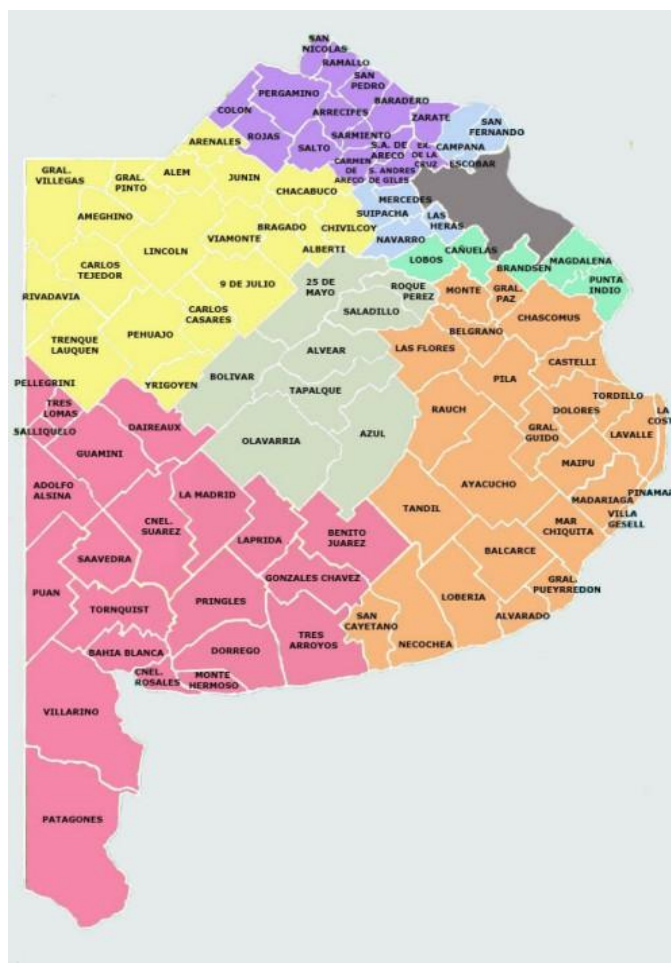 SAN
NICOLAS
RAMALLO
SAN
PEDRO
PERGAMINO
BARADERO
COLON
ARRECIFES
ZARATE
SAN
FERNANDO
ROJAS
SARMIENTO
ARENALES
SALTO
S.A. DE
ARECO
EX.
DE LA
CRUZ
CAMPANA
CARMEN
DE
ARECO
S. ANDRES
DE GILES
ESCOBAR
GRAL.
VILLEGAS
GRAL.
PINTO
ALEM
JUNIN
CHACABUCO
MERCEDES
SUIPACHA
AMEGHINO
LAS
HERAS
BRAGADO
CHIVILCOY
VIAMONTE
NAVARRO
LINCOLN
ALBERTI
LOBOS
CAÑUELAS
MAGDALENA
BRANDSEN
CARLOS
TEJEDOR
PUNTA
INDIO
9 DE JULIO
25 DE
MAYO
ROQUE
PEREZ
MONTE
GRAL.
PAZ
RIVADAVIA
SALADILLO
CARLOS
CASARES
CHASCOMUS
BELGRANO
PEHUAJO
TRENQUE
LAUQUEN
ALVEAR
LAS FLORES
CASTELLI
BOLIVAR
PILA
PELLEGRINI
YRIGOYEN
TAPALQUE
TORDILLO
TRES
LOMAS
RAUCH
DOLORES
LA
COST
SALLIQUELO
DAIREAUX
GRAL.
GUIDO
LAVALLE
OLAVARRIA
AZUL
GUAMINI
MAIPU
ADOLFO
ALSINA
AYACUCHO
PINAMAR
LA MADRID
MADARIAGA
TANDIL
VILLA
GESELL
CNEL.
SUAREZ
MAR
CHIQUITA
LAPRIDA
BENITO
JUAREZ
BALCARCE
SAAVEDRA
GONZALES CHAVEZ
GRAL.
PUEYRREDON
PUAN
LOBERIA
PRINGLES
TORNQUIST
SAN
CAYETANO
ALVARADO
TRES
ARROYOS
NECOCHEA
BAHIA BLANCA
DORREGO
CNEL.
ROSALES
MONTE
HERMOSO
VILLARINO
PATAGONES